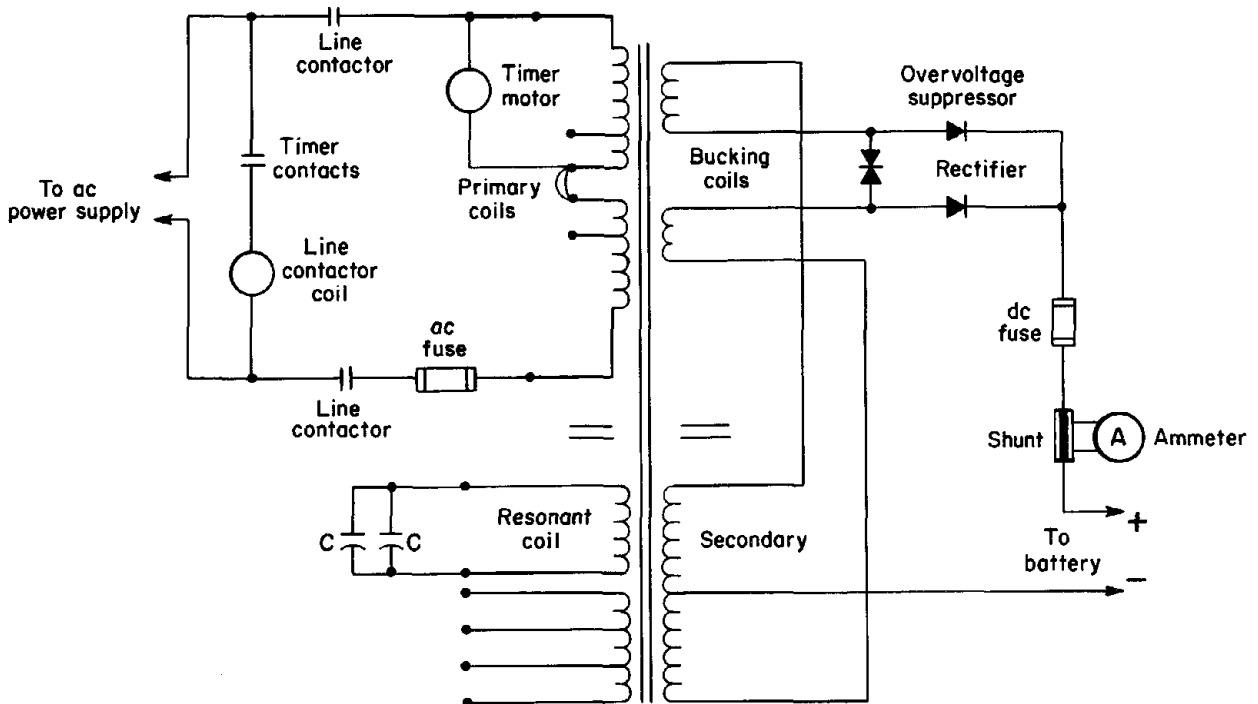 Line
contactor
Timer
motor
Overvoltage
suppressor
Timer
contacts
Primary
coils
Bucking
coils
Rectifier
To ac
power supply
Line
contactor
coil
ac
fuse
dc
fuse
Line
contactor
Shunt
A
Ammeter
C
C
Resonant
coil
Secondary
+
To
battery
−